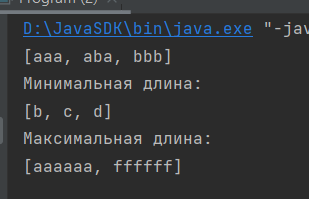 D:\JavaSDK\bin\java.exe "-jav
[aaa, aba, bbb]
Минимальная длина:
[b, c, d]
Максимальная длина:
[aaaaaa, ffffff]